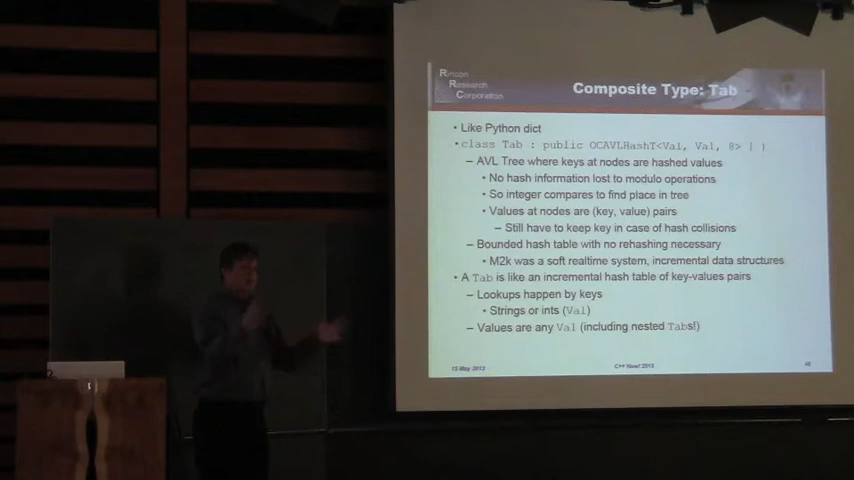 Rincon
Research
Corporation
Composite Type: Tab
• Like Python dict
• class Tab : public OCAVLHashT<Val, Val, 8> { }
– AVL Tree where keys at nodes are hashed values
• No hash information lost to modulo operations
• So integer compares to find place in tree
• Values at nodes are (key, value) pairs
– Still have to keep key in case of hash collisions
– Bounded hash table with no rehashing necessary
• M2k was a soft realtime system, incremental data structures
• A Tab is like an incremental hash table of key-values pairs
– Lookups happen by keys
• Strings or ints (Val)
– Values are any Val (including nested Tabs!)
15 May 2013
C++ Now! 2013